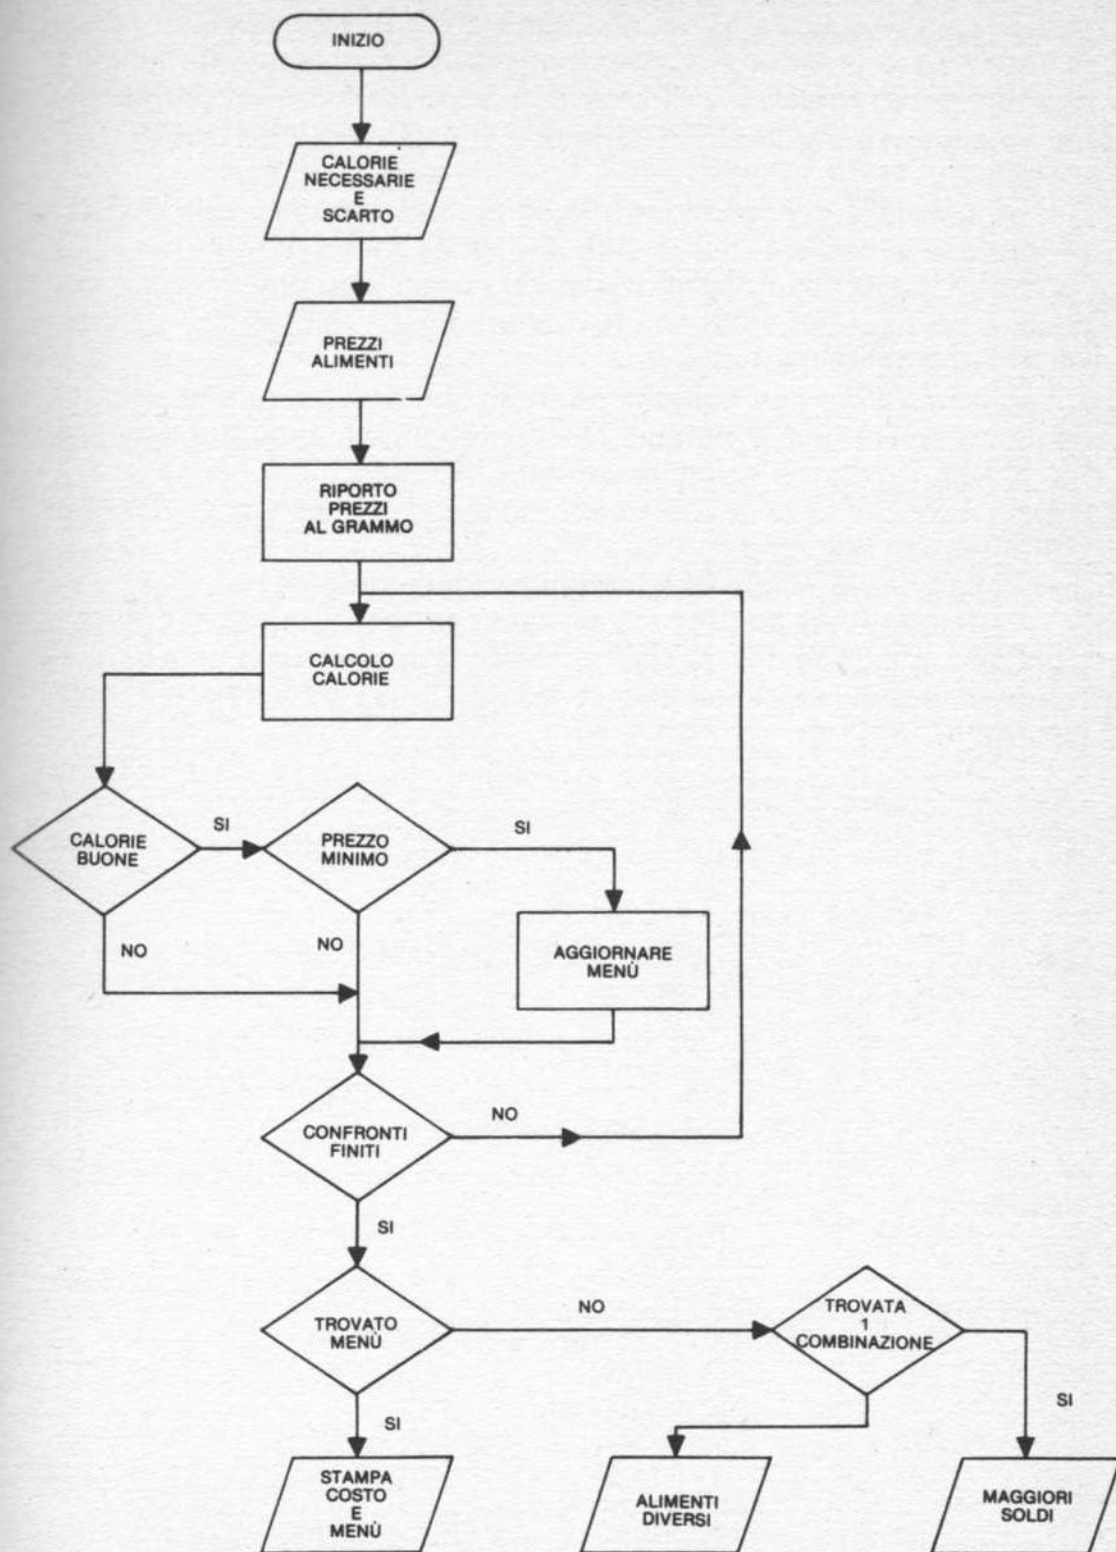 INIZIO
CALORIE
NECESSARIE
E
SCARTO
PREZZI
ALIMENTI
RIPORTO
PREZZI
AL GRAMMO
CALCOLO
CALORIE
CALORIE
BUONE
SI
PREZZO
MINIMO
SI
NO
NO
AGGIORNARE
MENÙ
CONFRONTI
FINITI
NO
SI
TROVATO
MENÙ
NO
TROVATA
1
COMBINAZIONE
SI
SI
STAMPA
COSTO
E
MENÙ
ALIMENTI
DIVERSI
MAGGIORI
SOLDI